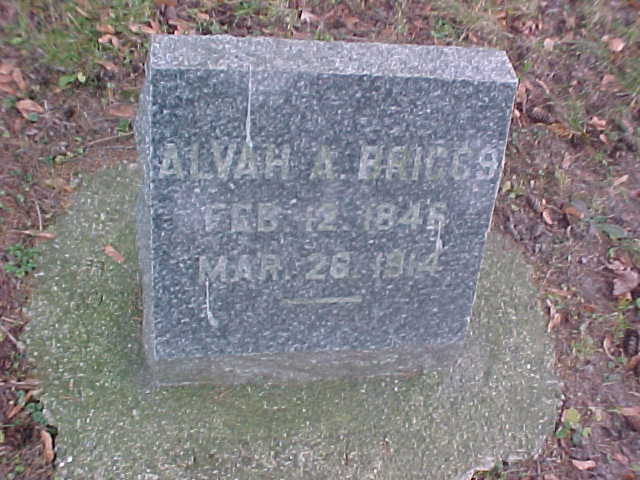 ALVAH A. BRIGGS
FEB 12. 1846
MAR. 26. 1914